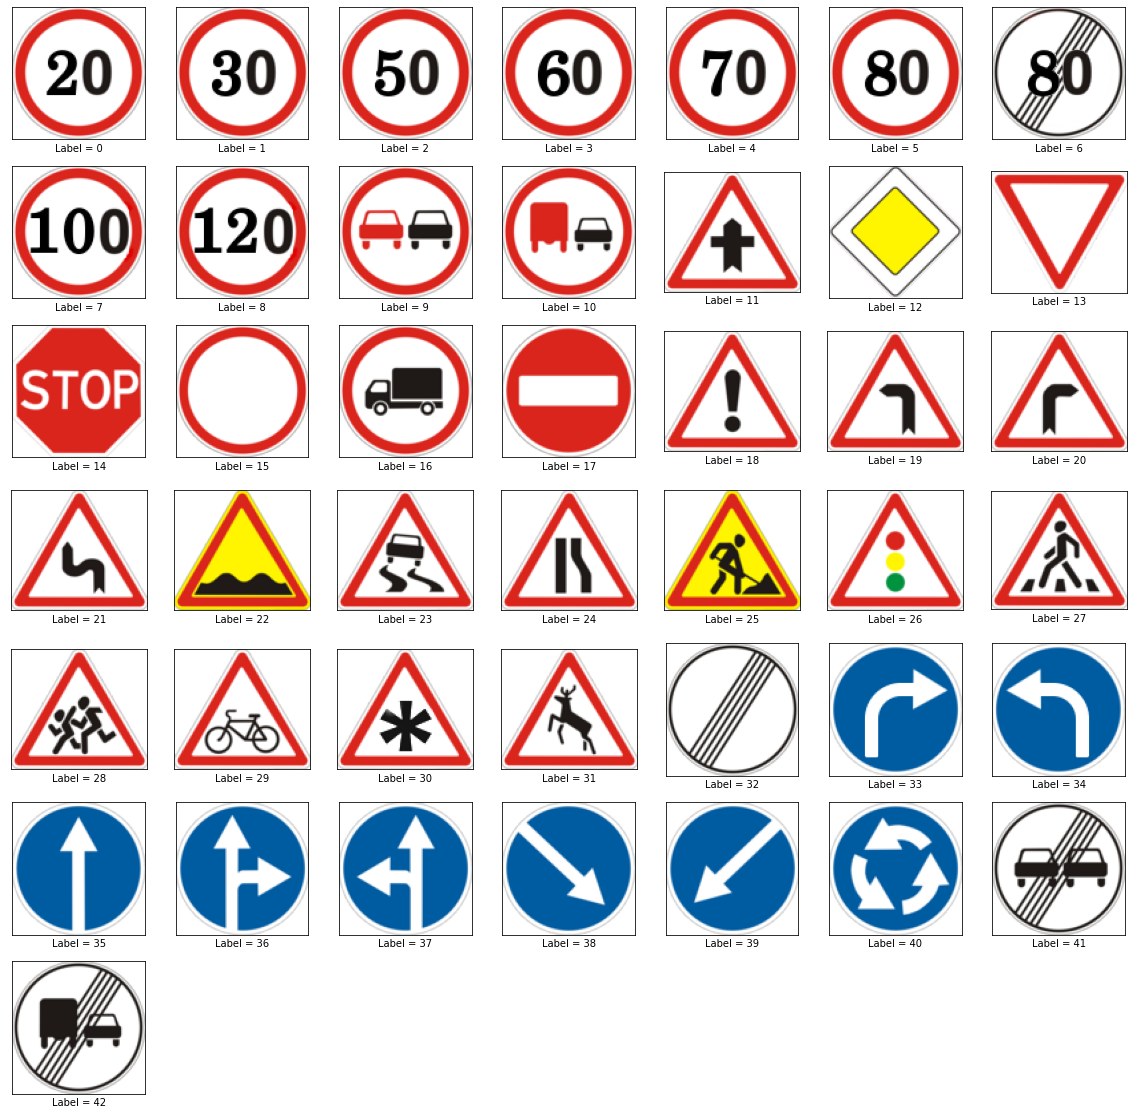 20 30 50 60 70 80 80
Label = 0 Label = 1 Label = 2 Label = 3 Label = 4 Label = 5 Label = 6
100 120
Label = 7 Label = 8 Label = 9 Label = 10 Label = 11 Label = 12 Label = 13
STOP
Label = 14 Label = 15 Label = 16 Label = 17 Label = 18 Label = 19 Label = 20
Label = 21 Label = 22 Label = 23 Label = 24 Label = 25 Label = 26 Label = 27
Label = 28 Label = 29 Label = 30 Label = 31 Label = 32 Label = 33 Label = 34
Label = 35 Label = 36 Label = 37 Label = 38 Label = 39 Label = 40 Label = 41
Label = 42